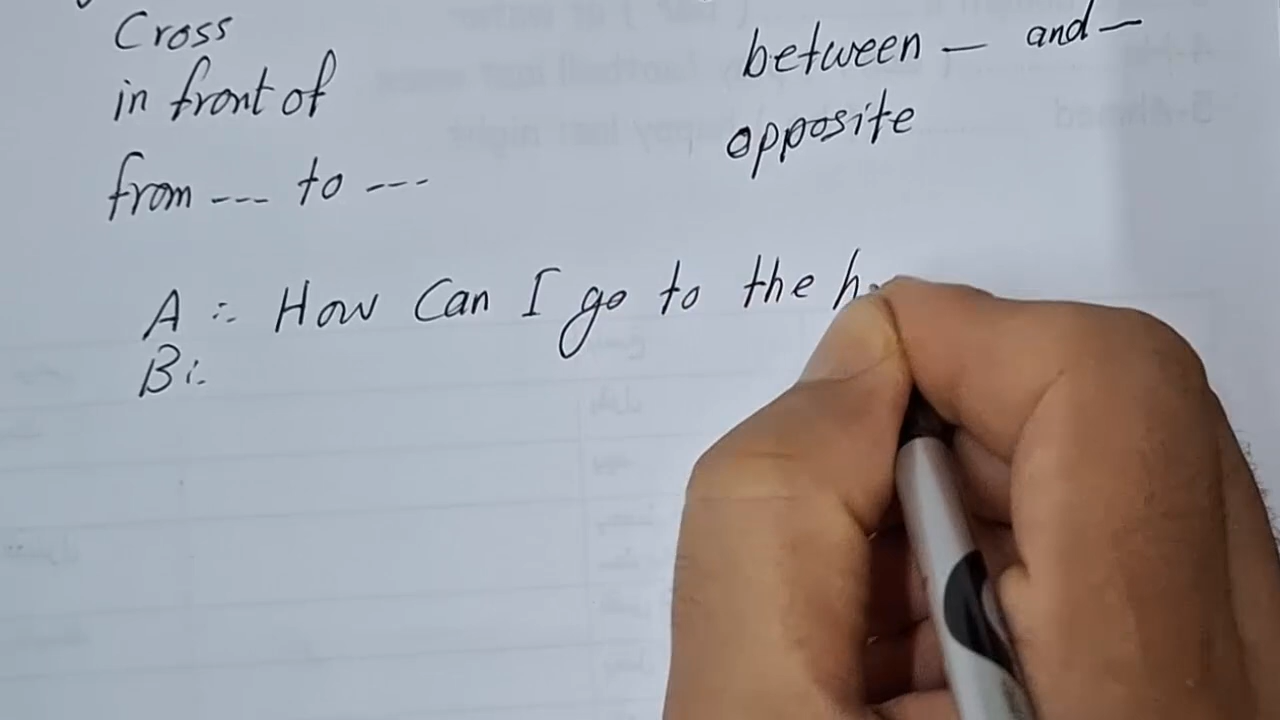 Cross
in front of
from --- to ---
between — and —
opposite
A :- How Can I go to the
B :-